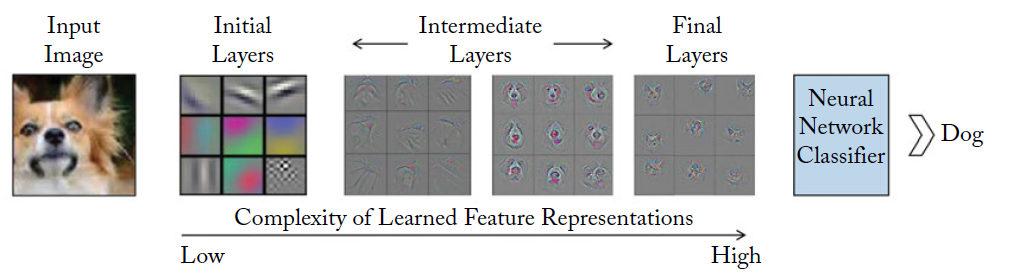 Input
Image
Initial
Layers
Intermediate
Layers
Final
Layers
Neural
Network
Classifier
Dog
Complexity of Learned Feature Representations
Low
High